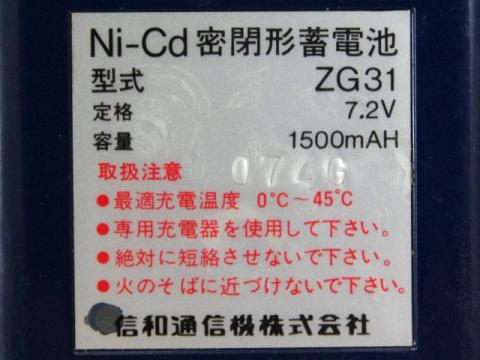 Ni-Cd 密閉形蓄電池
型式 ZG31
定格 7.2V
容量 1500mAH
取扱注意 074G
●最適充電温度 0°C～45°C
●専用充電器を使用して下さい。
●絶対に短絡させないで下さい。
●火のそばに近づけないで下さい。
信和通信機株式会社